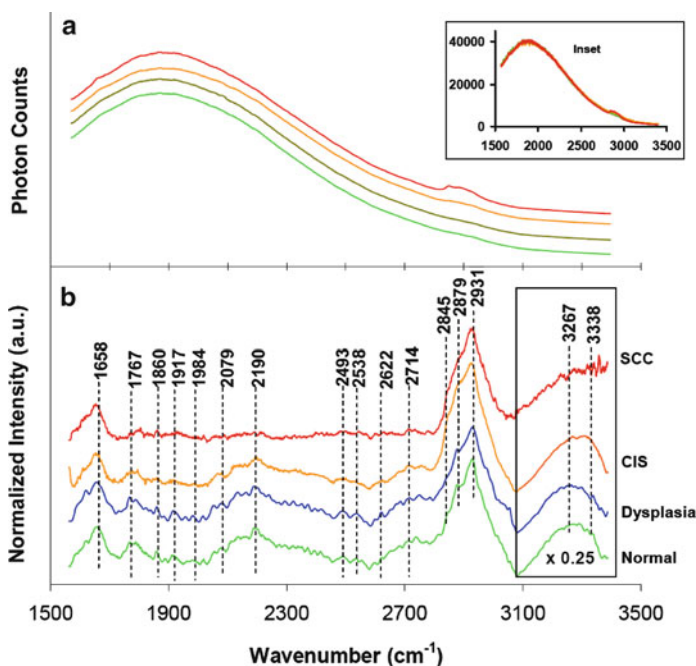 a
Inset
40000
20000
0
1500 2000 2500 3000 3500
Photon Counts
b
1658
1767
1860
1917
1984
2079
2190
2493
2538
2622
2714
2845
2879
2931
3267
3338
SCC
CIS
Dysplasia
Normal
x 0.25
Normalized Intensity (a.u.)
1500 1900 2300 2700 3100 3500
Wavenumber (cm⁻¹)